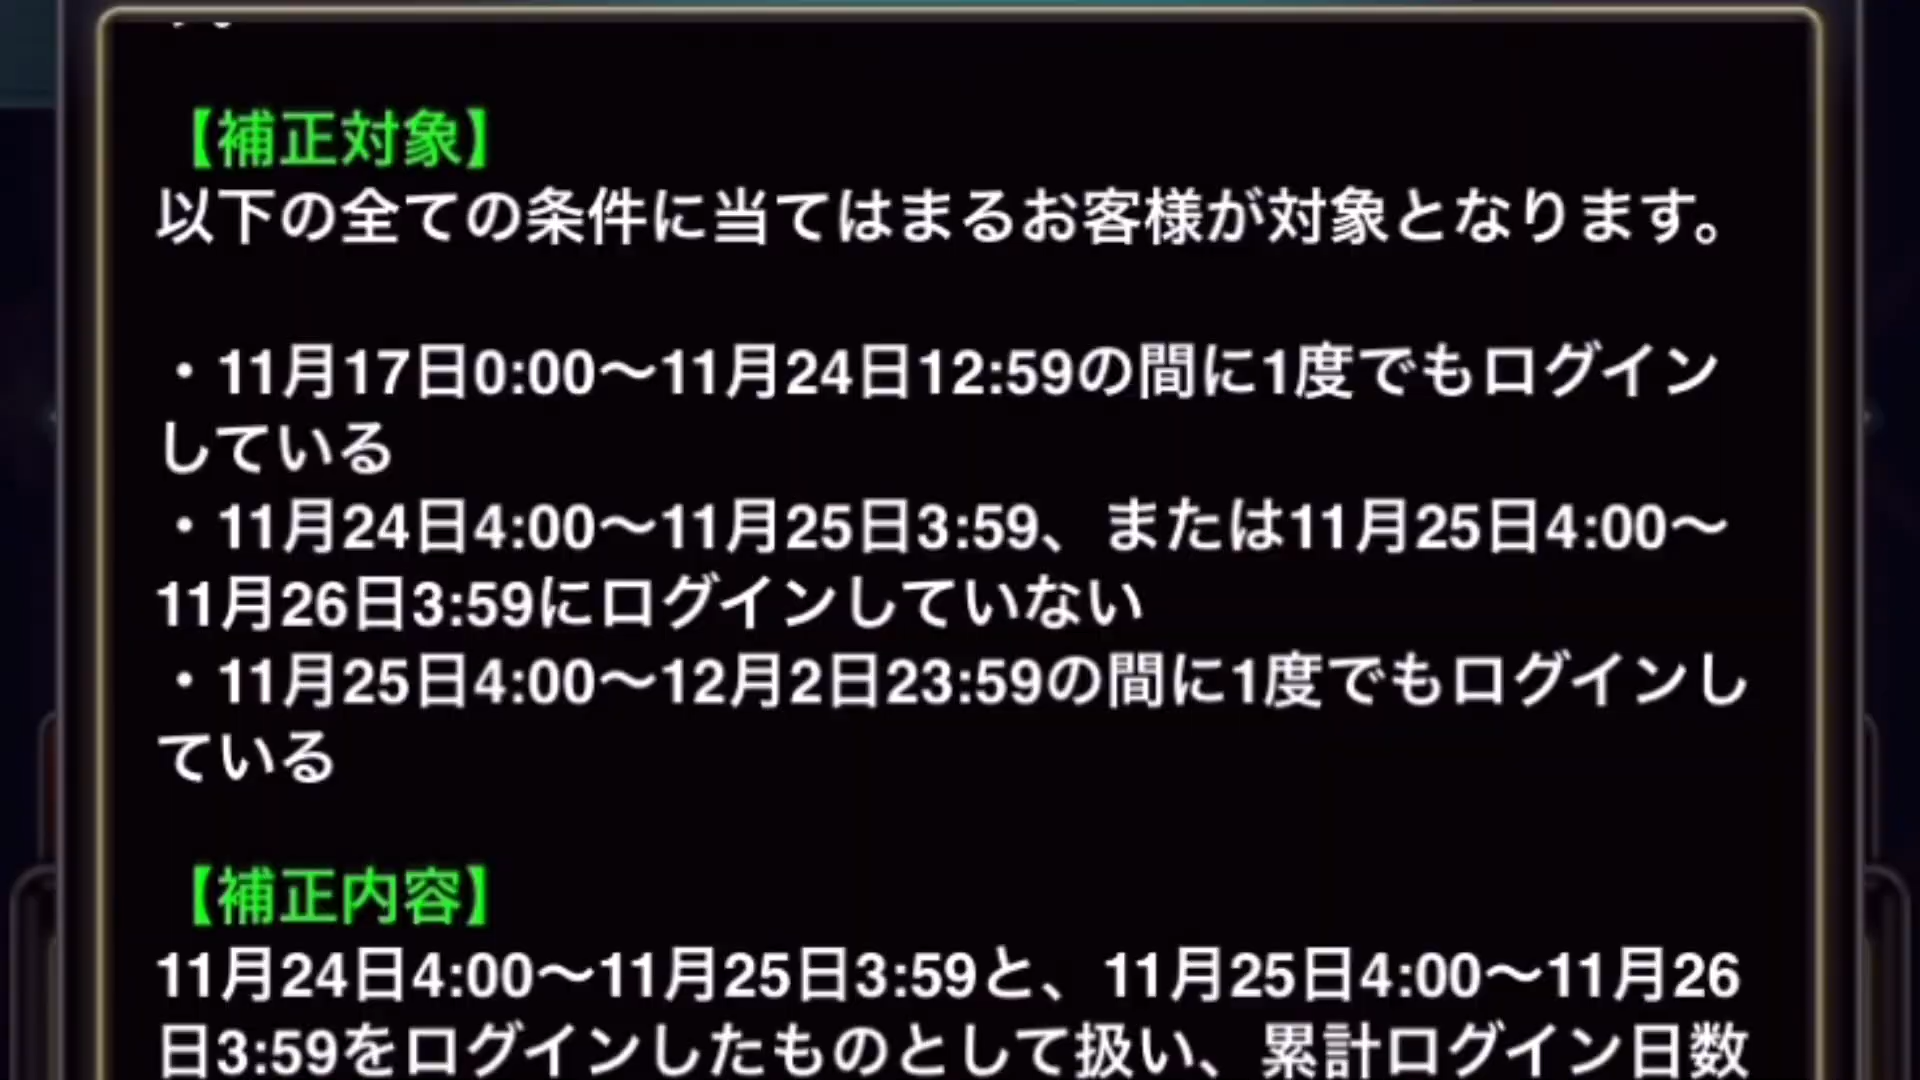 【補正対象】
以下の全ての条件に当てはまるお客様が対象となります。
・11月17日0:00〜11月24日12:59の間に1度でもログイン
している
・11月24日4:00〜11月25日3:59、または11月25日4:00〜
11月26日3:59にログインしていない
・11月25日4:00〜12月2日23:59の間に1度でもログインし
ている
【補正内容】
11月24日4:00〜11月25日3:59と、11月25日4:00〜11月26
日3:59をログインしたものとして扱い、累計ログイン日数